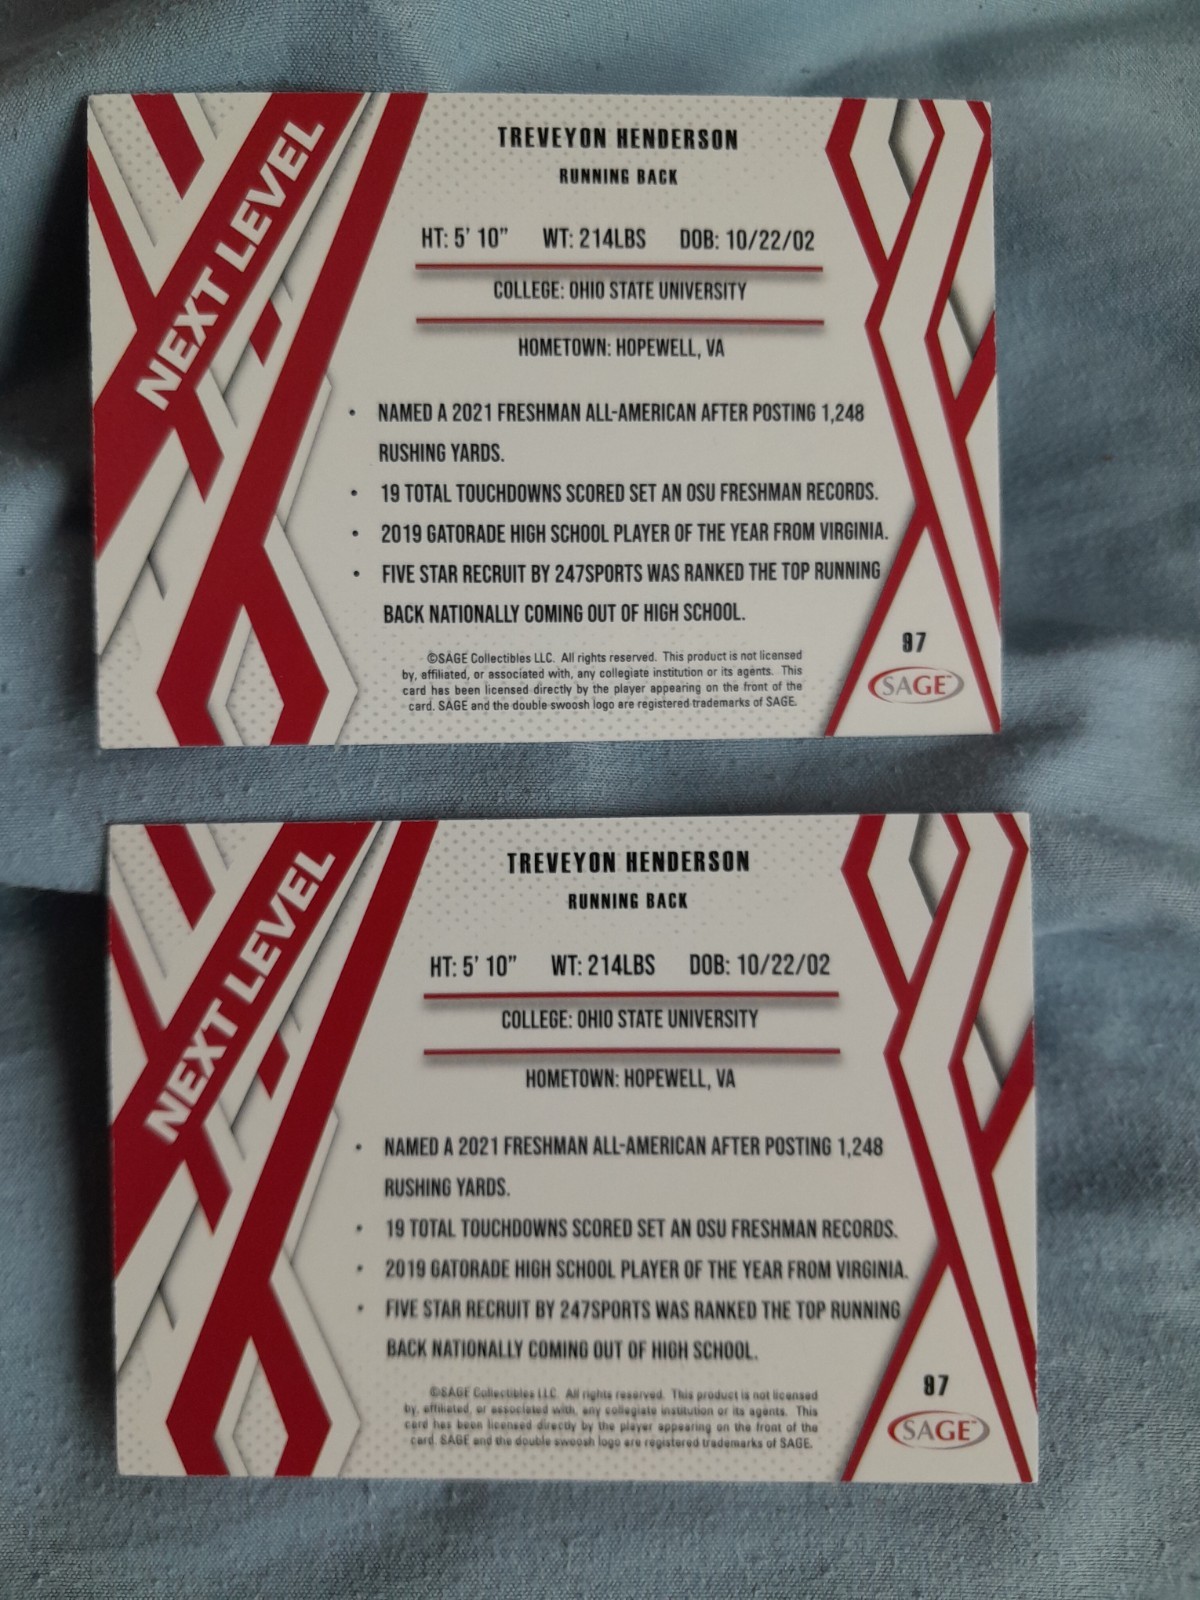 NEXT LEVEL
TREVEYON HENDERSON
RUNNING BACK
HT: 5' 10" WT: 214LBS DOB: 10/22/02
COLLEGE: OHIO STATE UNIVERSITY
HOMETOWN: HOPEWELL, VA
• NAMED A 2021 FRESHMAN ALL-AMERICAN AFTER POSTING 1,248
RUSHING YARDS.
• 19 TOTAL TOUCHDOWNS SCORED SET AN OSU FRESHMAN RECORDS.
• 2019 GATORADE HIGH SCHOOL PLAYER OF THE YEAR FROM VIRGINIA.
• FIVE STAR RECRUIT BY 247SPORTS WAS RANKED THE TOP RUNNING
BACK NATIONALLY COMING OUT OF HIGH SCHOOL.
©SAGE Collectibles LLC. All rights reserved. This product is not licensed
by, affiliated, or associated with, any collegiate institution or its agents. This
card has been licensed directly by the player appearing on the front of the
card. SAGE and the double swoosh logo are registered trademarks of SAGE.
97
SAGE™
NEXT LEVEL
TREVEYON HENDERSON
RUNNING BACK
HT: 5' 10" WT: 214LBS DOB: 10/22/02
COLLEGE: OHIO STATE UNIVERSITY
HOMETOWN: HOPEWELL, VA
• NAMED A 2021 FRESHMAN ALL-AMERICAN AFTER POSTING 1,248
RUSHING YARDS.
• 19 TOTAL TOUCHDOWNS SCORED SET AN OSU FRESHMAN RECORDS.
• 2019 GATORADE HIGH SCHOOL PLAYER OF THE YEAR FROM VIRGINIA.
• FIVE STAR RECRUIT BY 247SPORTS WAS RANKED THE TOP RUNNING
BACK NATIONALLY COMING OUT OF HIGH SCHOOL.
©SAGE Collectibles LLC. All rights reserved. This product is not licensed
by, affiliated, or associated with, any collegiate institution or its agents. This
card has been licensed directly by the player appearing on the front of the
card. SAGE and the double swoosh logo are registered trademarks of SAGE.
97
SAGE™